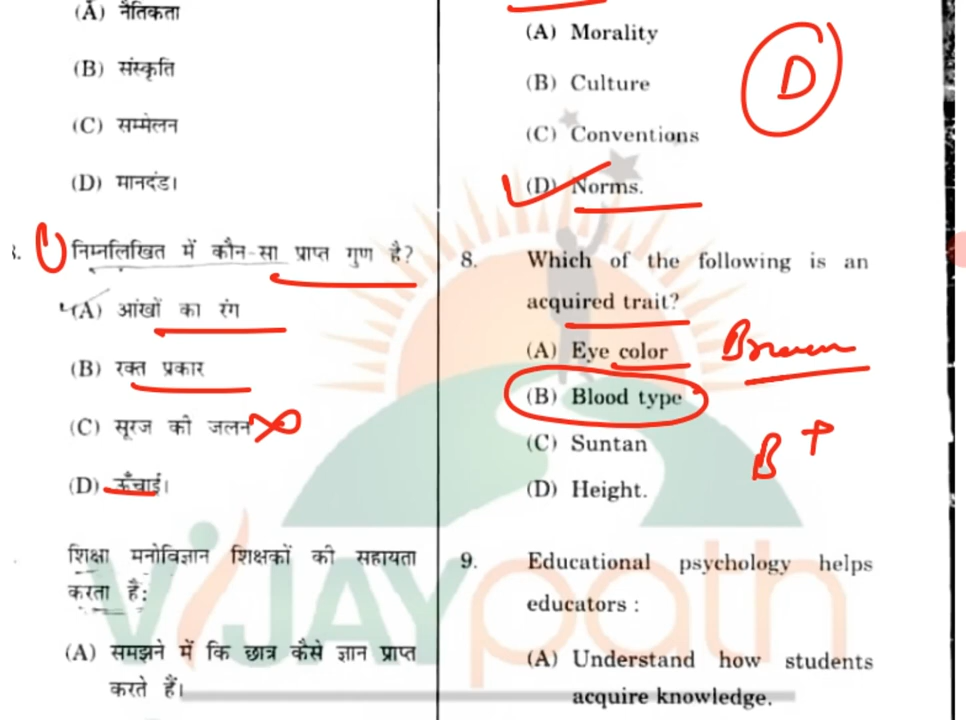 (A) नैतिकता
(B) संस्कृति
(C) सम्मेलन
(D) मानदंड।
निम्नलिखित में कौन-सा प्राप्त गुण है?
(A) आंखों का रंग
(B) रक्त प्रकार
(C) सूरज की जलन
(D) ऊँचाई।
शिक्षा मनोविज्ञान शिक्षकों की सहायता
करता है:
(A) समझने में कि छात्र कैसे ज्ञान प्राप्त
करते हैं।
(A) Morality
(B) Culture
(C) Conventions
(D) Norms.
D
8. Which of the following is an
acquired trait?
(A) Eye color
Brown
(B) Blood type
(C) Suntan
B +
(D) Height.
9. Educational psychology helps
educators :
(A) Understand how students
acquire knowledge.
VIJAYpath